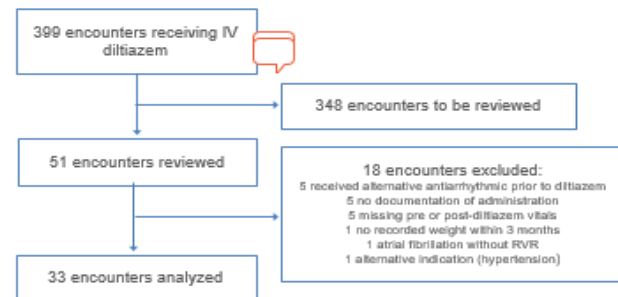 399 encounters receiving IV
diltiazem
348 encounters to be reviewed
51 encounters reviewed
18 encounters excluded:
5 received alternative antiarrhythmic prior to diltiazem
5 no documentation of administration
5 missing pre or post-diltiazem vitals
1 no recorded weight within 3 months
1 atrial fibrillation without RVR
1 alternative indication (hypertension)
33 encounters analyzed